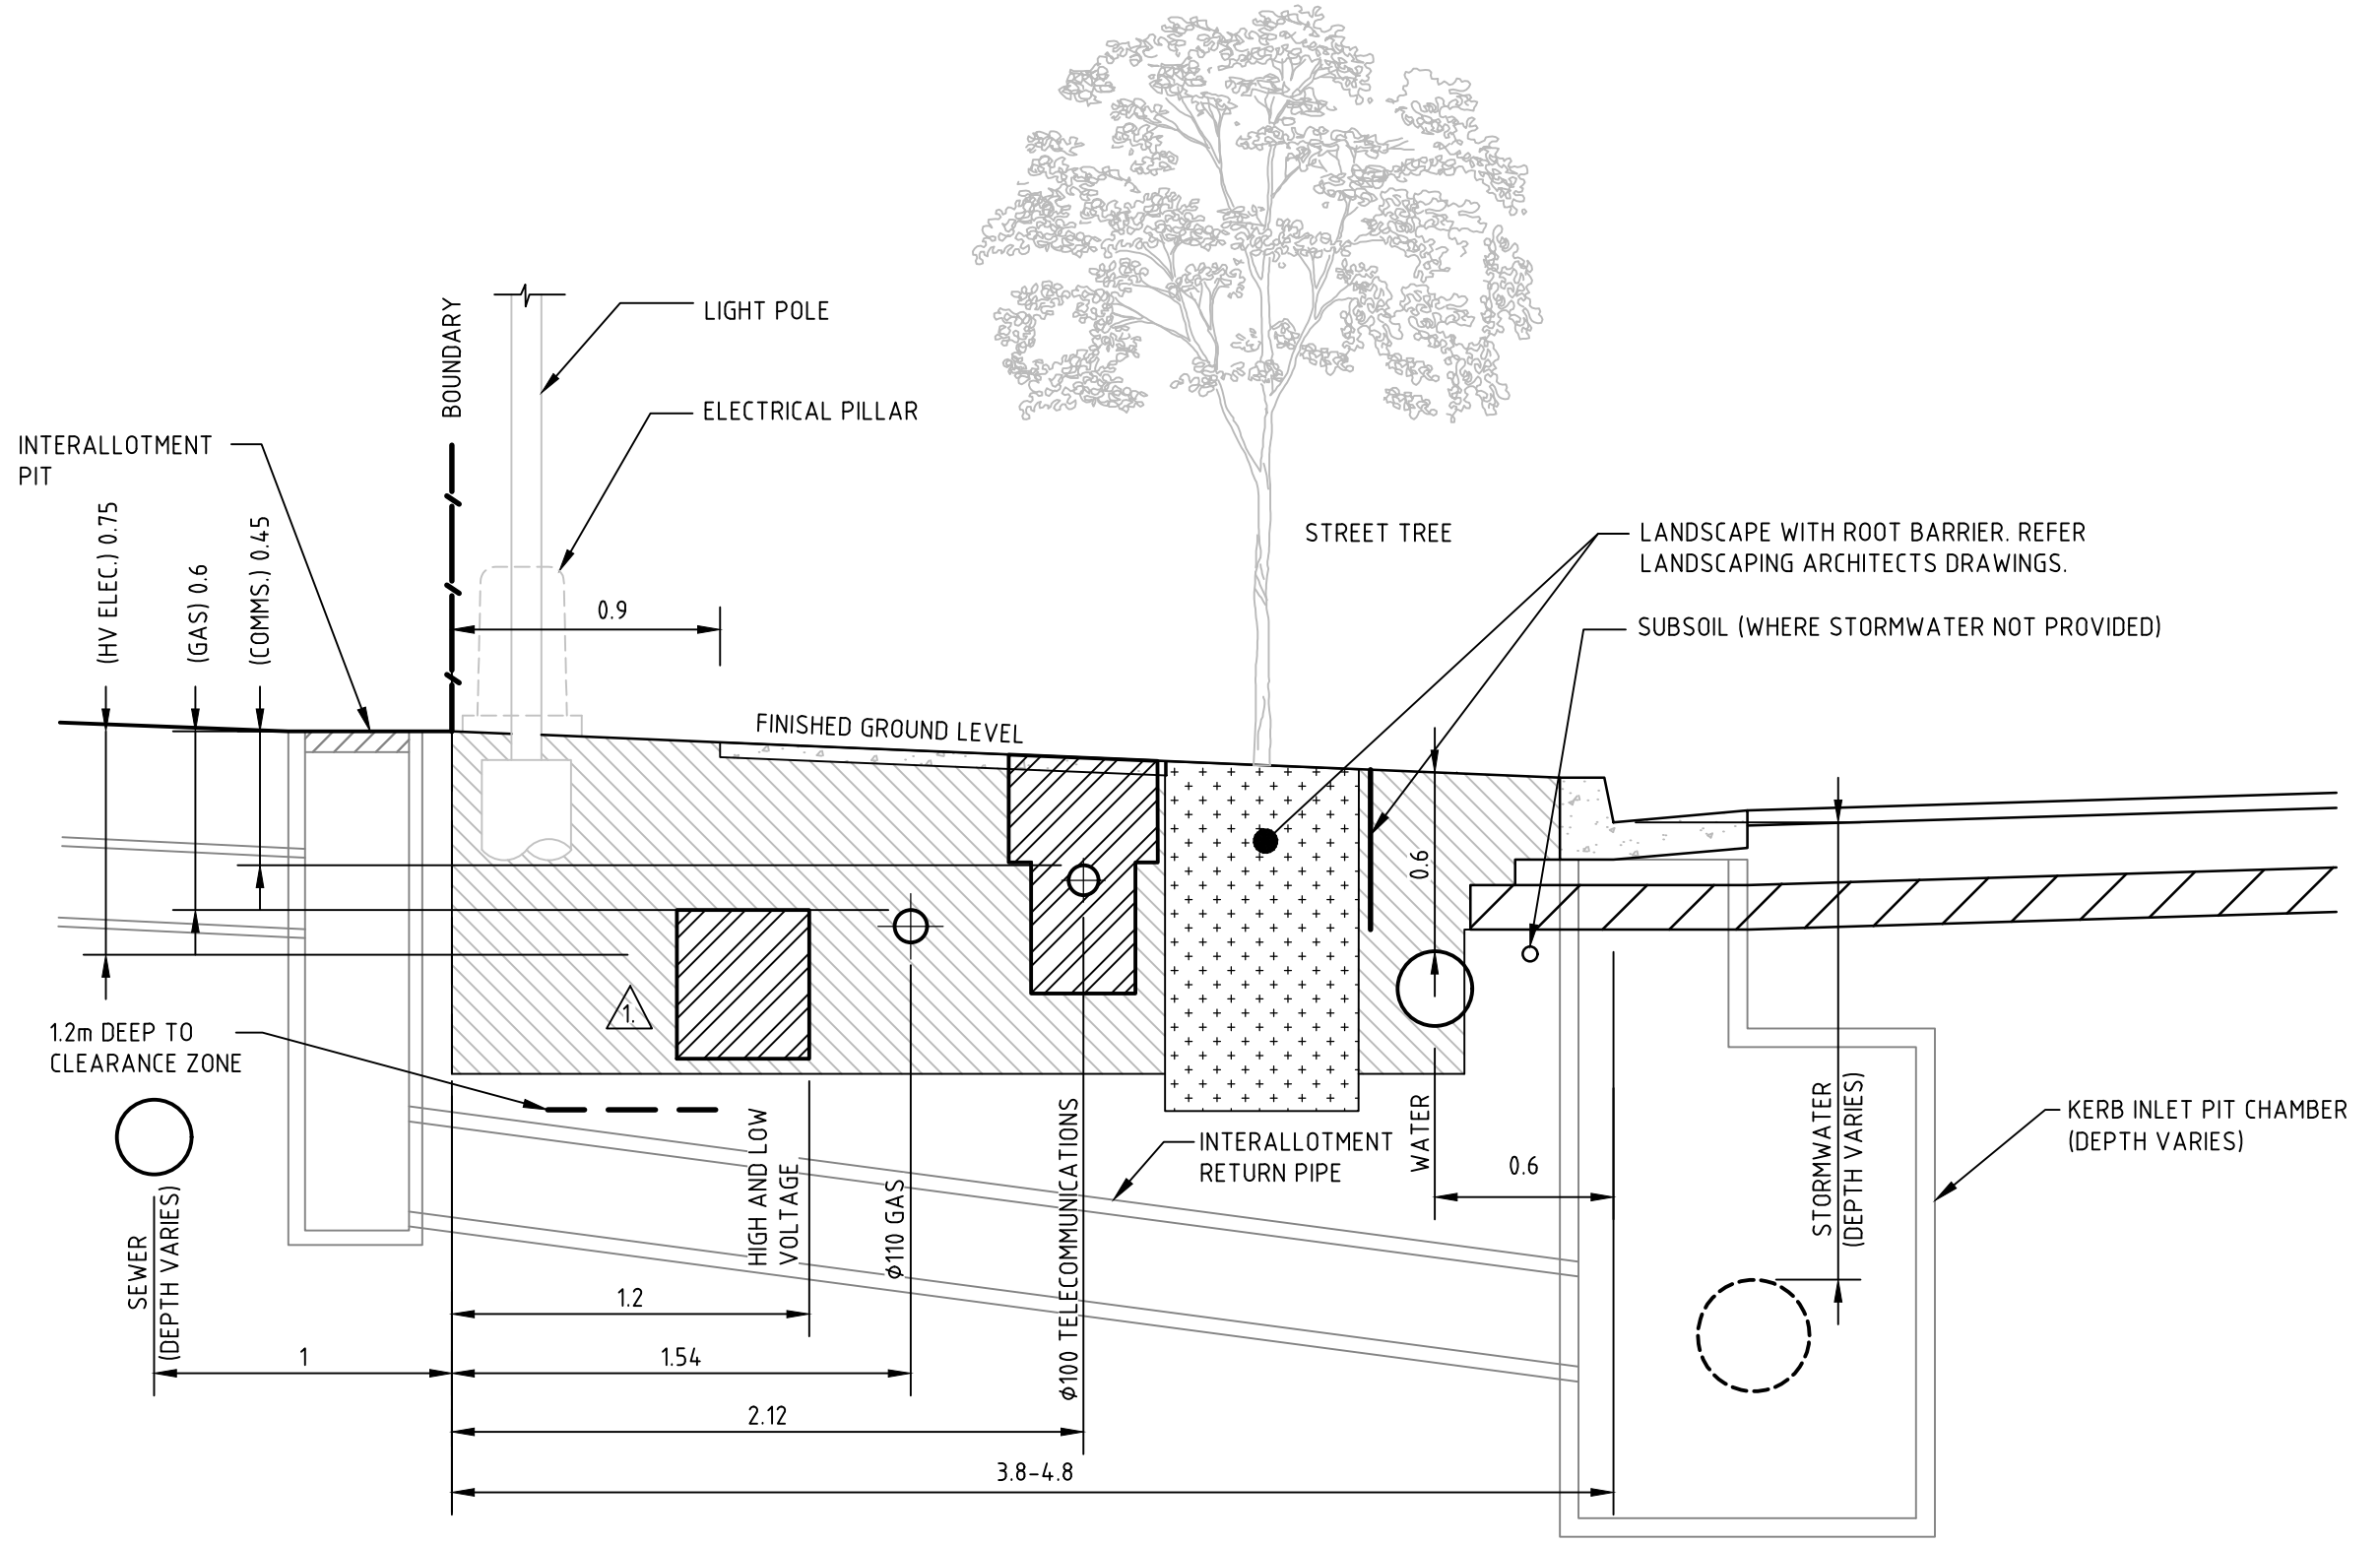 LIGHT POLE
BOUNDARY
ELECTRICAL PILLAR
INTERALLOTMENT
PIT
(HV ELEC.) 0.75
(GAS) 0.6
(COMMS.) 0.45
0.9
STREET TREE
LANDSCAPE WITH ROOT BARRIER. REFER
LANDSCAPING ARCHITECTS DRAWINGS.
SUBSOIL (WHERE STORMWATER NOT PROVIDED)
FINISHED GROUND LEVEL
0.6
1.
1.2m DEEP TO
CLEARANCE ZONE
SEWER
(DEPTH VARIES)
HIGH AND LOW
VOLTAGE
ϕ110 GAS
ϕ100 TELECOMMUNICATIONS
INTERALLOTMENT
RETURN PIPE
WATER
0.6
STORMWATER
(DEPTH VARIES)
KERB INLET PIT CHAMBER
(DEPTH VARIES)
1.2
1
1.54
2.12
3.8-4.8